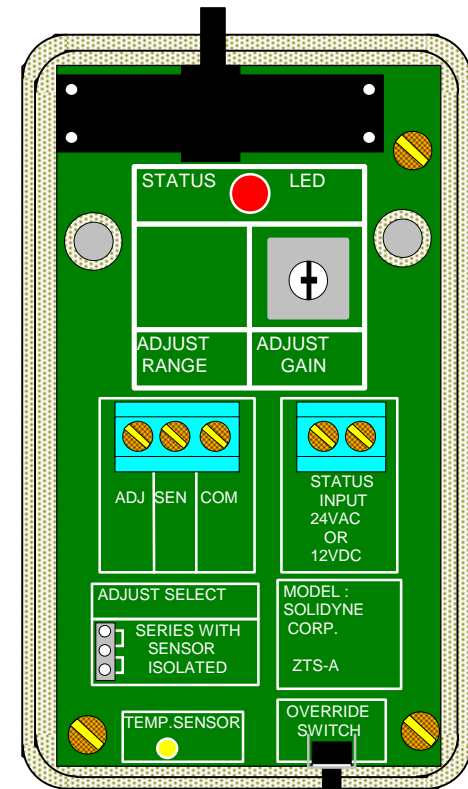 STATUS LED
ADJUST
RANGE
ADJUST
GAIN
ADJ SEN COM
STATUS
INPUT
24VAC
OR
12VDC
ADJUST SELECT
SERIES WITH
SENSOR
ISOLATED
MODEL :
SOLIDYNE
CORP.
ZTS-A
TEMP.SENSOR
OVERRIDE
SWITCH